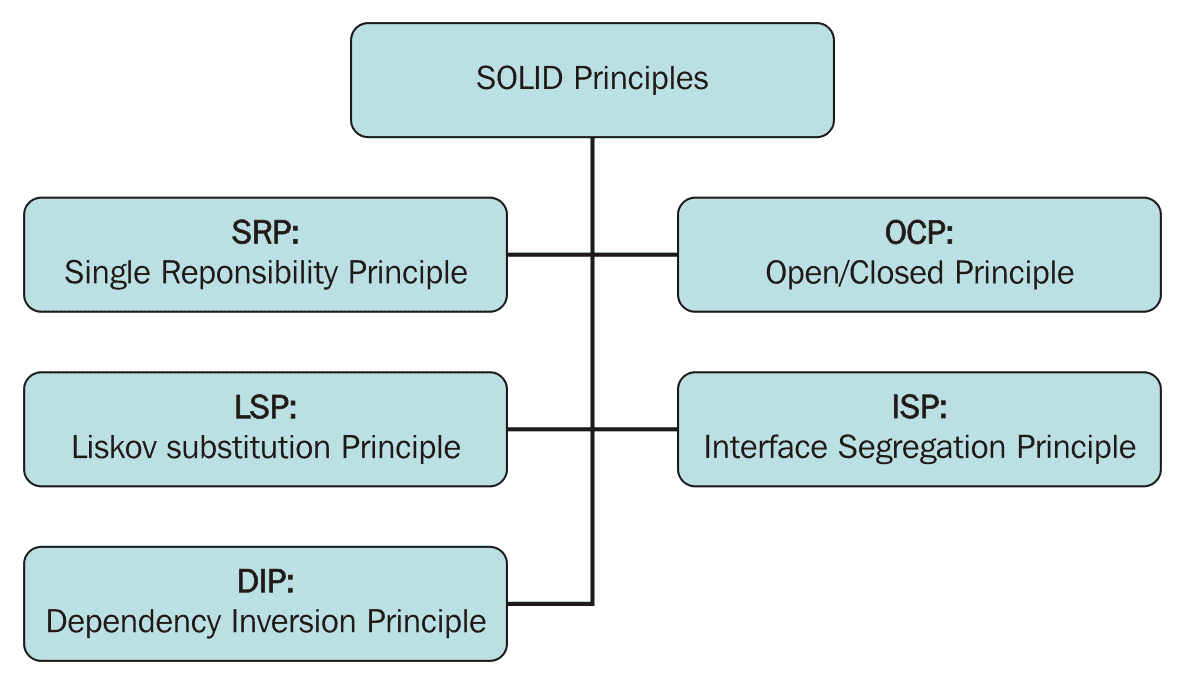 SOLID Principles
SRP:
Single Reponsibility Principle
OCP:
Open/Closed Principle
LSP:
Liskov substitution Principle
ISP:
Interface Segregation Principle
DIP:
Dependency Inversion Principle